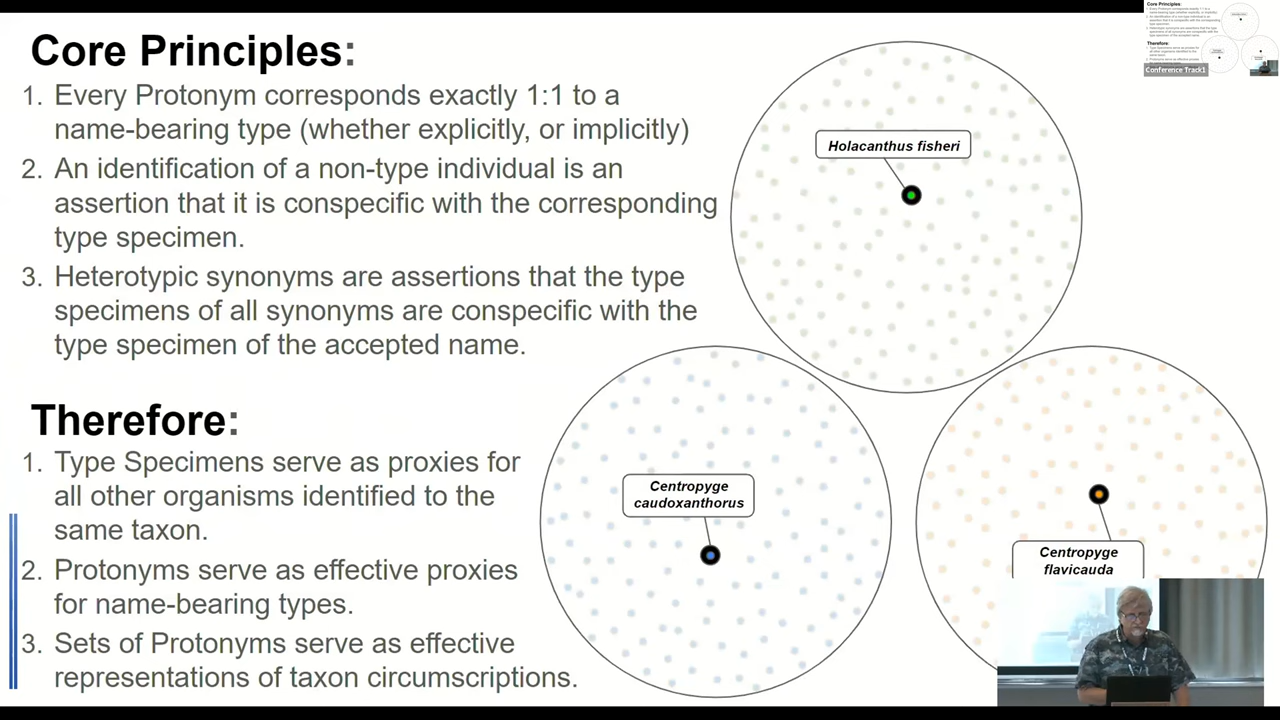 Core Principles:
1. Every Protonym corresponds exactly 1:1 to a
name-bearing type (whether explicitly, or implicitly)
2. An identification of a non-type individual is an
assertion that it is conspecific with the corresponding
type specimen.
3. Heterotypic synonyms are assertions that the type
specimens of all synonyms are conspecific with the
type specimen of the accepted name.
Therefore:
1. Type Specimens serve as proxies for
all other organisms identified to the
same taxon.
2. Protonyms serve as effective proxies
for name-bearing types.
3. Sets of Protonyms serve as effective
representations of taxon circumscriptions.
Holacanthus fisheri
Centropyge
caudoxanthorus
Centropyge
flavicauda
Conference Track1